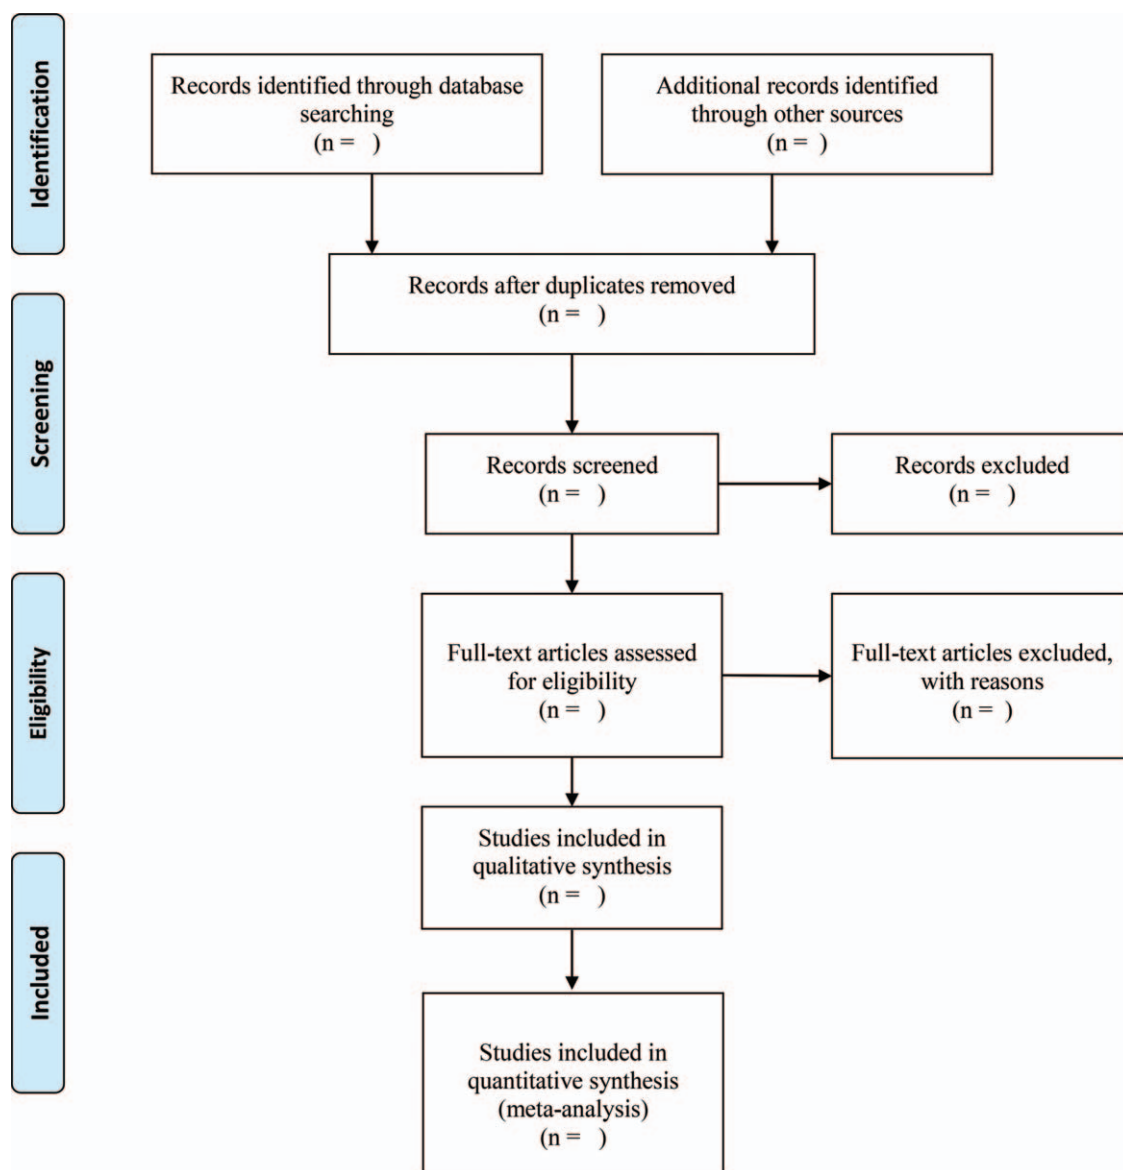 Identification
Records identified through database
searching
(n = )
Additional records identified
through other sources
(n = )
Records after duplicates removed
(n = )
Screening
Records screened
(n = )
Records excluded
(n = )
Eligibility
Full-text articles assessed
for eligibility
(n = )
Full-text articles excluded,
with reasons
(n = )
Studies included in
qualitative synthesis
(n = )
Included
Studies included in
quantitative synthesis
(meta-analysis)
(n = )